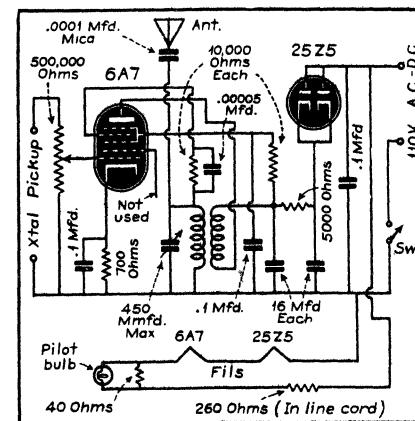 .0001 Mfd.
Mica
Ant.
500,000
Ohms
6A7
10,000
Ohms
Each
25Z5
.00005
Mfd.
Xtal Pickup
Not
used
.1 Mfd.
700
Ohms
5000 Ohms
.1 Mfd.
110V. A.C.-D.C.
Sw.
450
Mmfd.
Max
.1 Mfd.
16 Mfd
Each
6A7
25Z5
Pilot
bulb
Fils
40 Ohms
260 Ohms (In line cord)